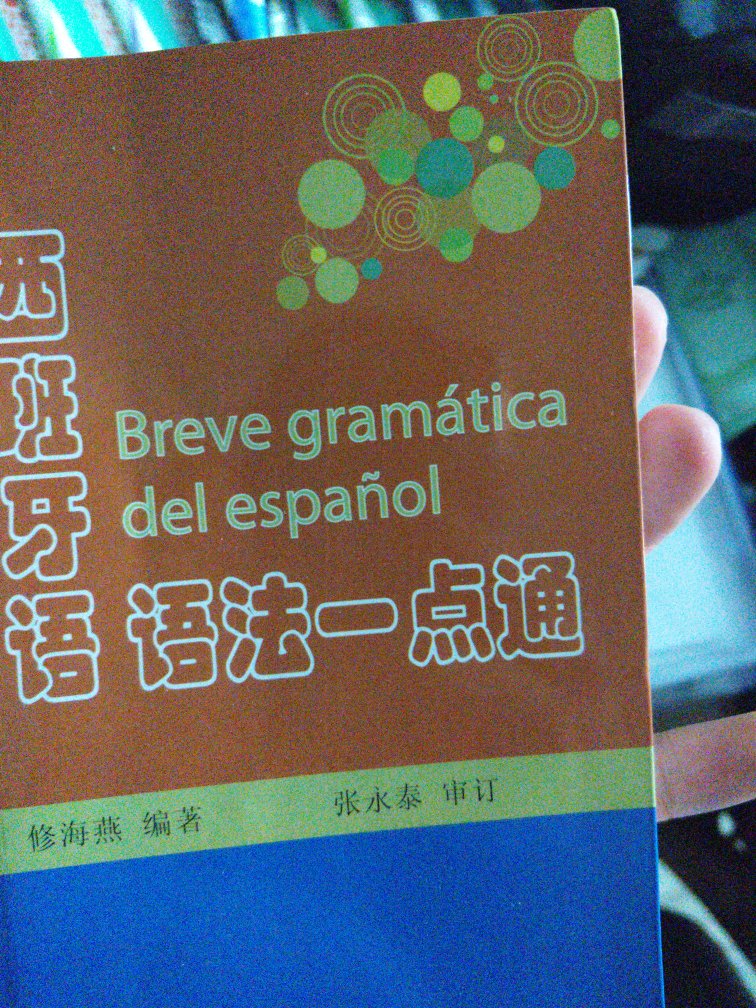 西班牙语
Breve gramática
del español
语法一点通
修海燕 编著
张永泰 审订